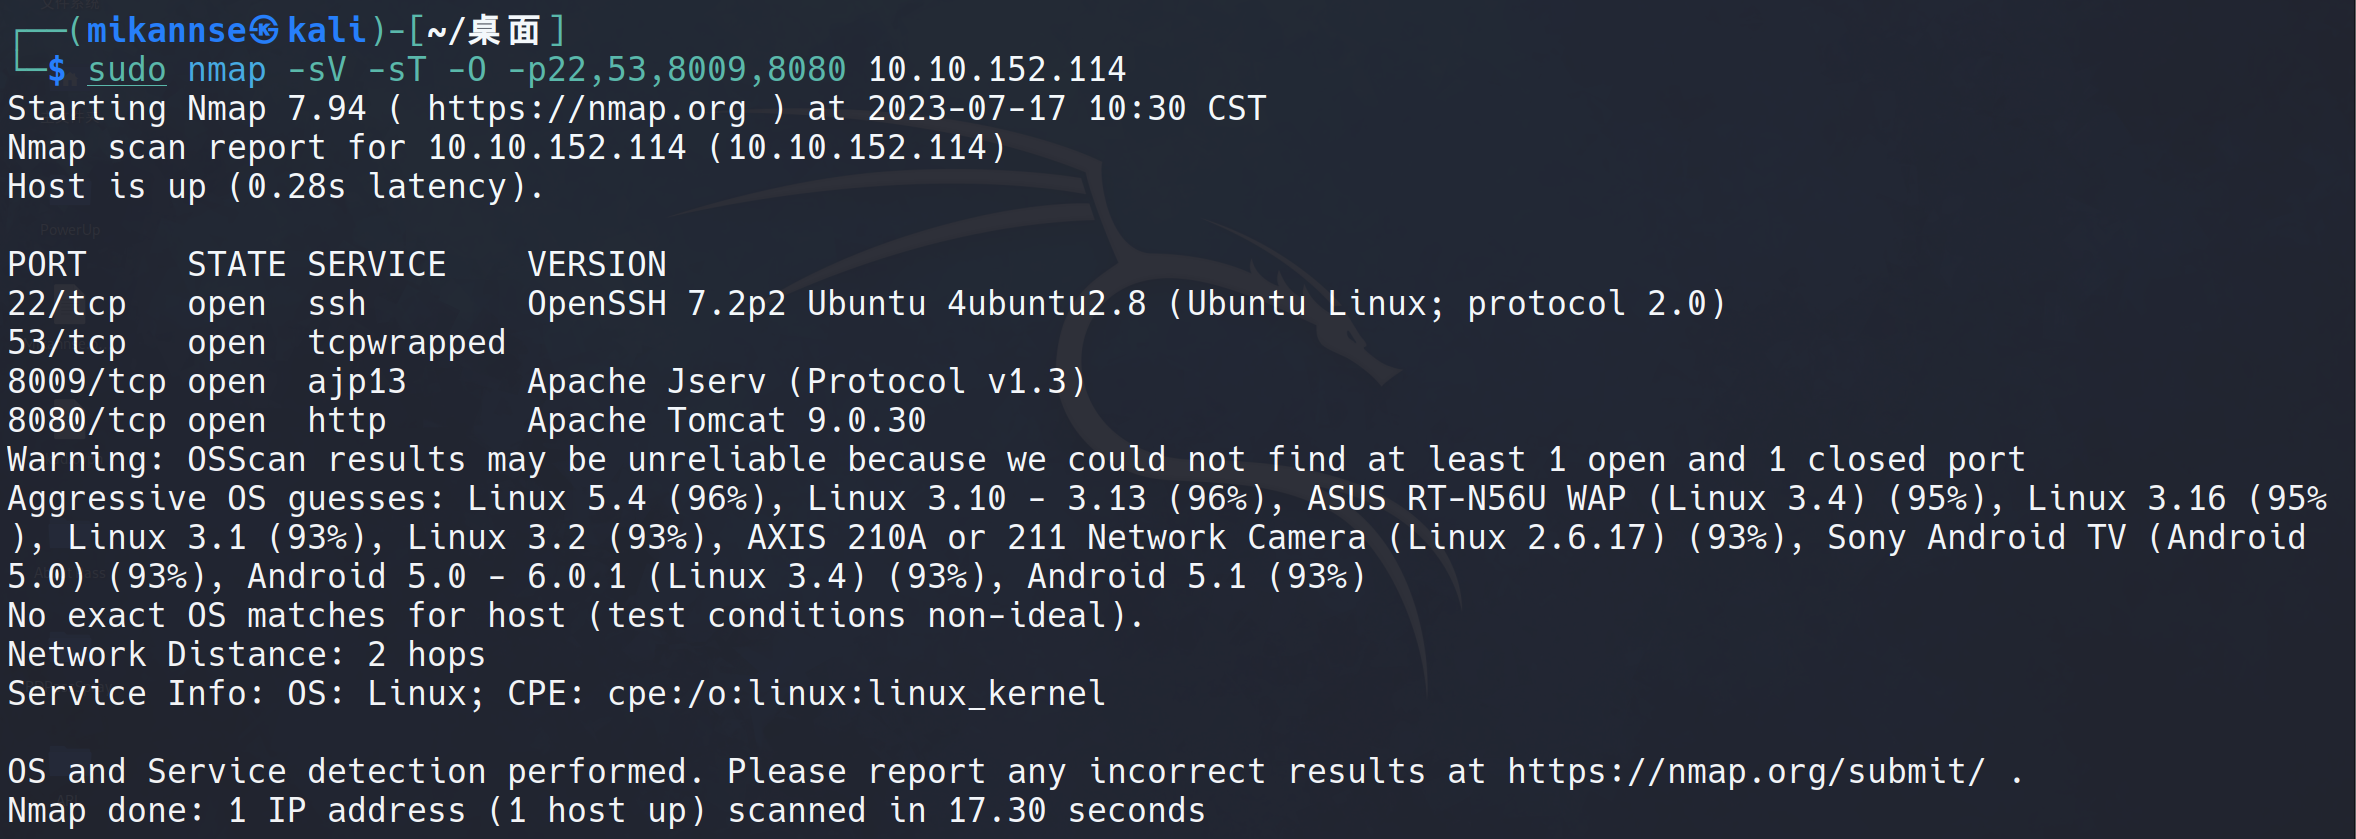 ┌──(mikannse㉿kali)-[~/桌面]
└─$ sudo nmap -sV -sT -O -p22,53,8009,8080 10.10.152.114
Starting Nmap 7.94 ( https://nmap.org ) at 2023-07-17 10:30 CST
Nmap scan report for 10.10.152.114 (10.10.152.114)
Host is up (0.28s latency).
PowerUp
PORT     STATE SERVICE    VERSION
22/tcp   open  ssh        OpenSSH 7.2p2 Ubuntu 4ubuntu2.8 (Ubuntu Linux; protocol 2.0)
53/tcp   open  tcpwrapped
8009/tcp open  ajp13      Apache Jserv (Protocol v1.3)
8080/tcp open  http       Apache Tomcat 9.0.30
Warning: OSScan results may be unreliable because we could not find at least 1 open and 1 closed port
Aggressive OS guesses: Linux 5.4 (96%), Linux 3.10 - 3.13 (96%), ASUS RT-N56U WAP (Linux 3.4) (95%), Linux 3.16 (95%
), Linux 3.1 (93%), Linux 3.2 (93%), AXIS 210A or 211 Network Camera (Linux 2.6.17) (93%), Sony Android TV (Android
5.0) (93%), Android 5.0 - 6.0.1 (Linux 3.4) (93%), Android 5.1 (93%)
No exact OS matches for host (test conditions non-ideal).
Network Distance: 2 hops
Service Info: OS: Linux; CPE: cpe:/o:linux:linux_kernel
OS and Service detection performed. Please report any incorrect results at https://nmap.org/submit/ .
Nmap done: 1 IP address (1 host up) scanned in 17.30 seconds